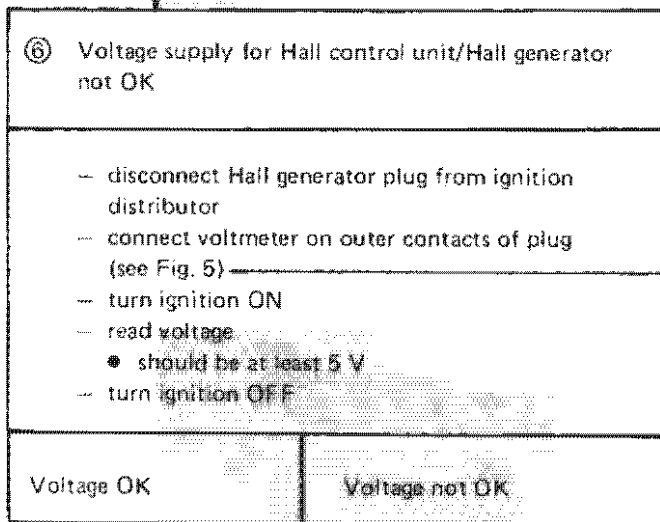 ⑥ Voltage supply for Hall control unit/Hall generator
not OK
– disconnect Hall generator plug from ignition
distributor
– connect voltmeter on outer contacts of plug
(see Fig. 5)
– turn ignition ON
– read voltage
● should be at least 5 V
– turn ignition OFF
Voltage OK
Voltage not OK